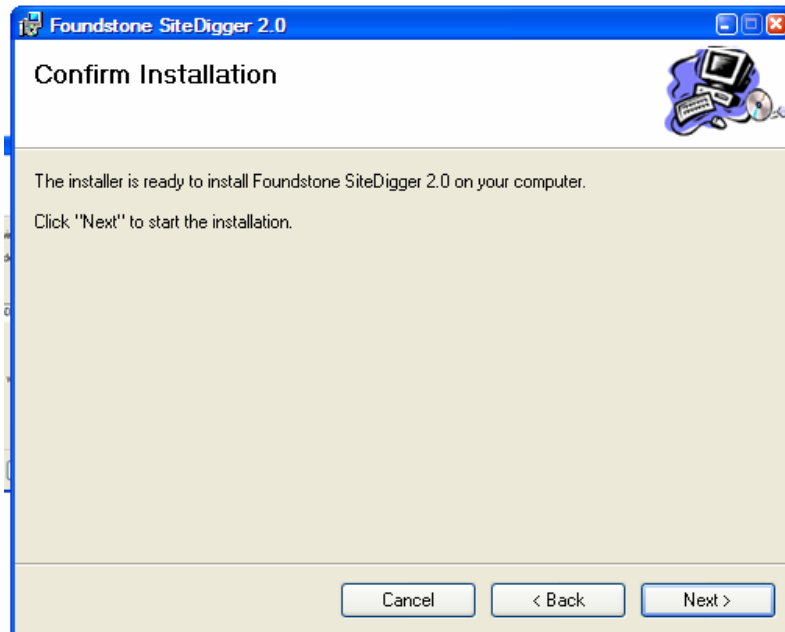 Foundstone SiteDigger 2.0
Confirm Installation
The installer is ready to install Foundstone SiteDigger 2.0 on your computer.
Click "Next" to start the installation.
Cancel
< Back
Next >